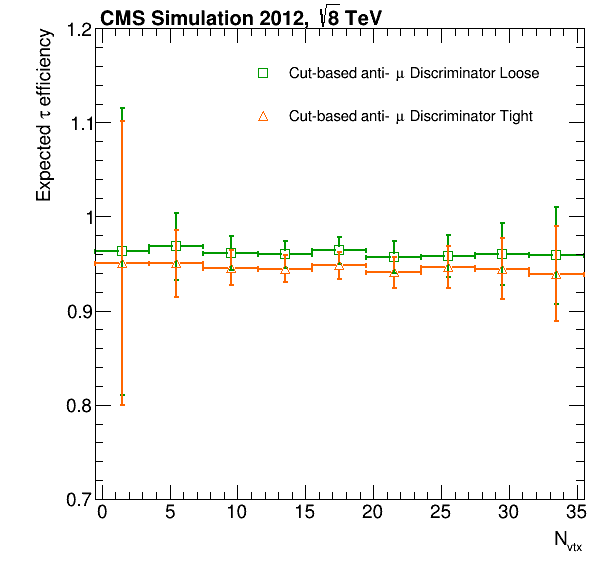 CMS Simulation 2012, √8 TeV
Expected τ efficiency
1.2
1.1
1
0.9
0.8
0.7
Cut-based anti- μ Discriminator Loose
Cut-based anti- μ Discriminator Tight
0 5 10 15 20 25 30 35
N_vtx